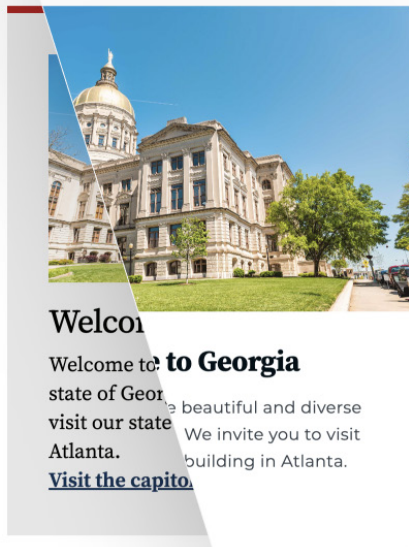 Welco
Welcome to
state of Geor
visit our state
Atlanta.
Visit the capito
to Georgia
beautiful and diverse
We invite you to visit
building in Atlanta.